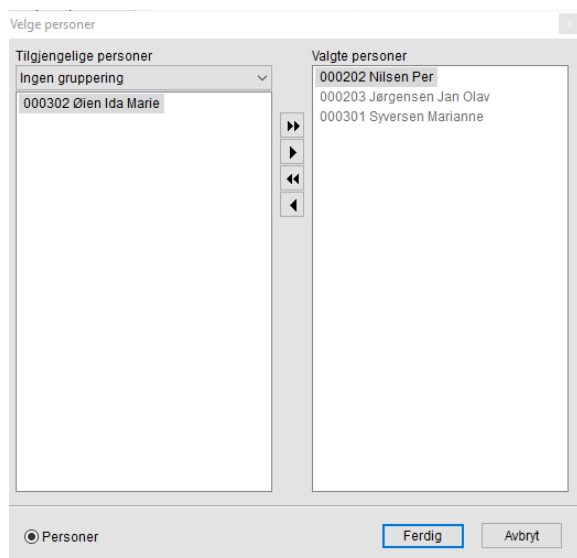 Velge personer
Tilgjengelige personer
Ingen gruppering
000302 Øien Ida Marie
Valgte personer
000202 Nilsen Per
000203 Jørgensen Jan Olav
000301 Syversen Marianne
Personer
Ferdig
Avbryt